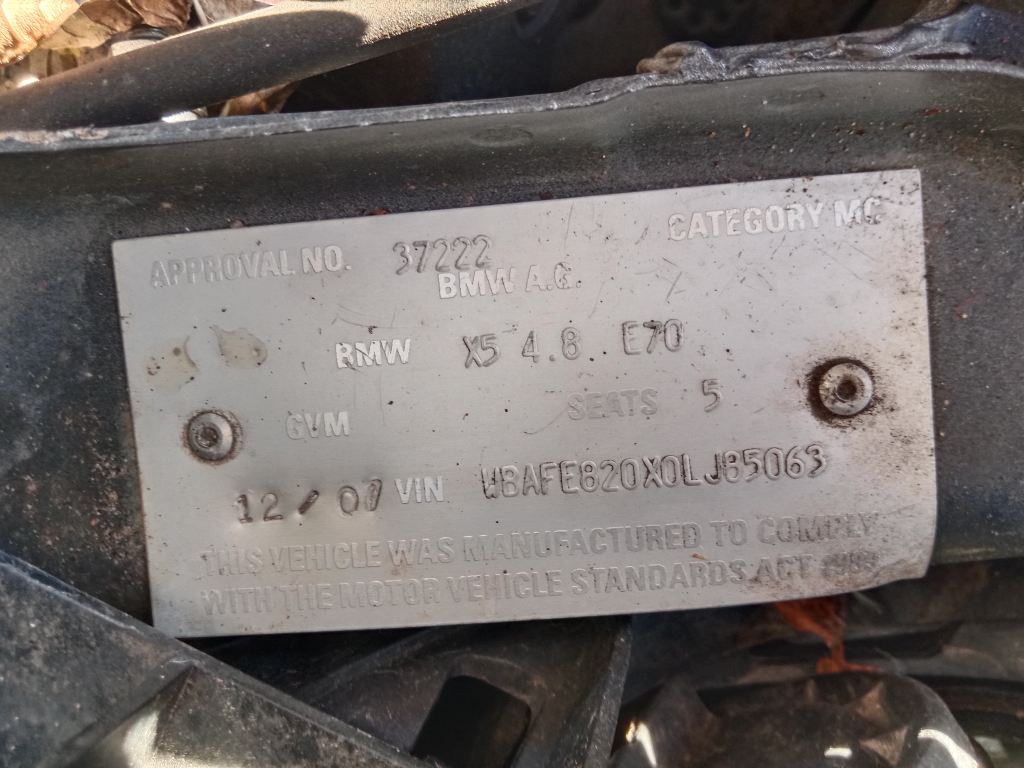 APPROVAL NO. 37222 CATEGORY MC
BMW A.G.
BMW X5 4.8 E70
GVM SEATS 5
12/07 VIN WBAFE820X0LJ85063
THIS VEHICLE WAS MANUFACTURED TO COMPLY
WITH THE MOTOR VEHICLE STANDARDS ACT 1989